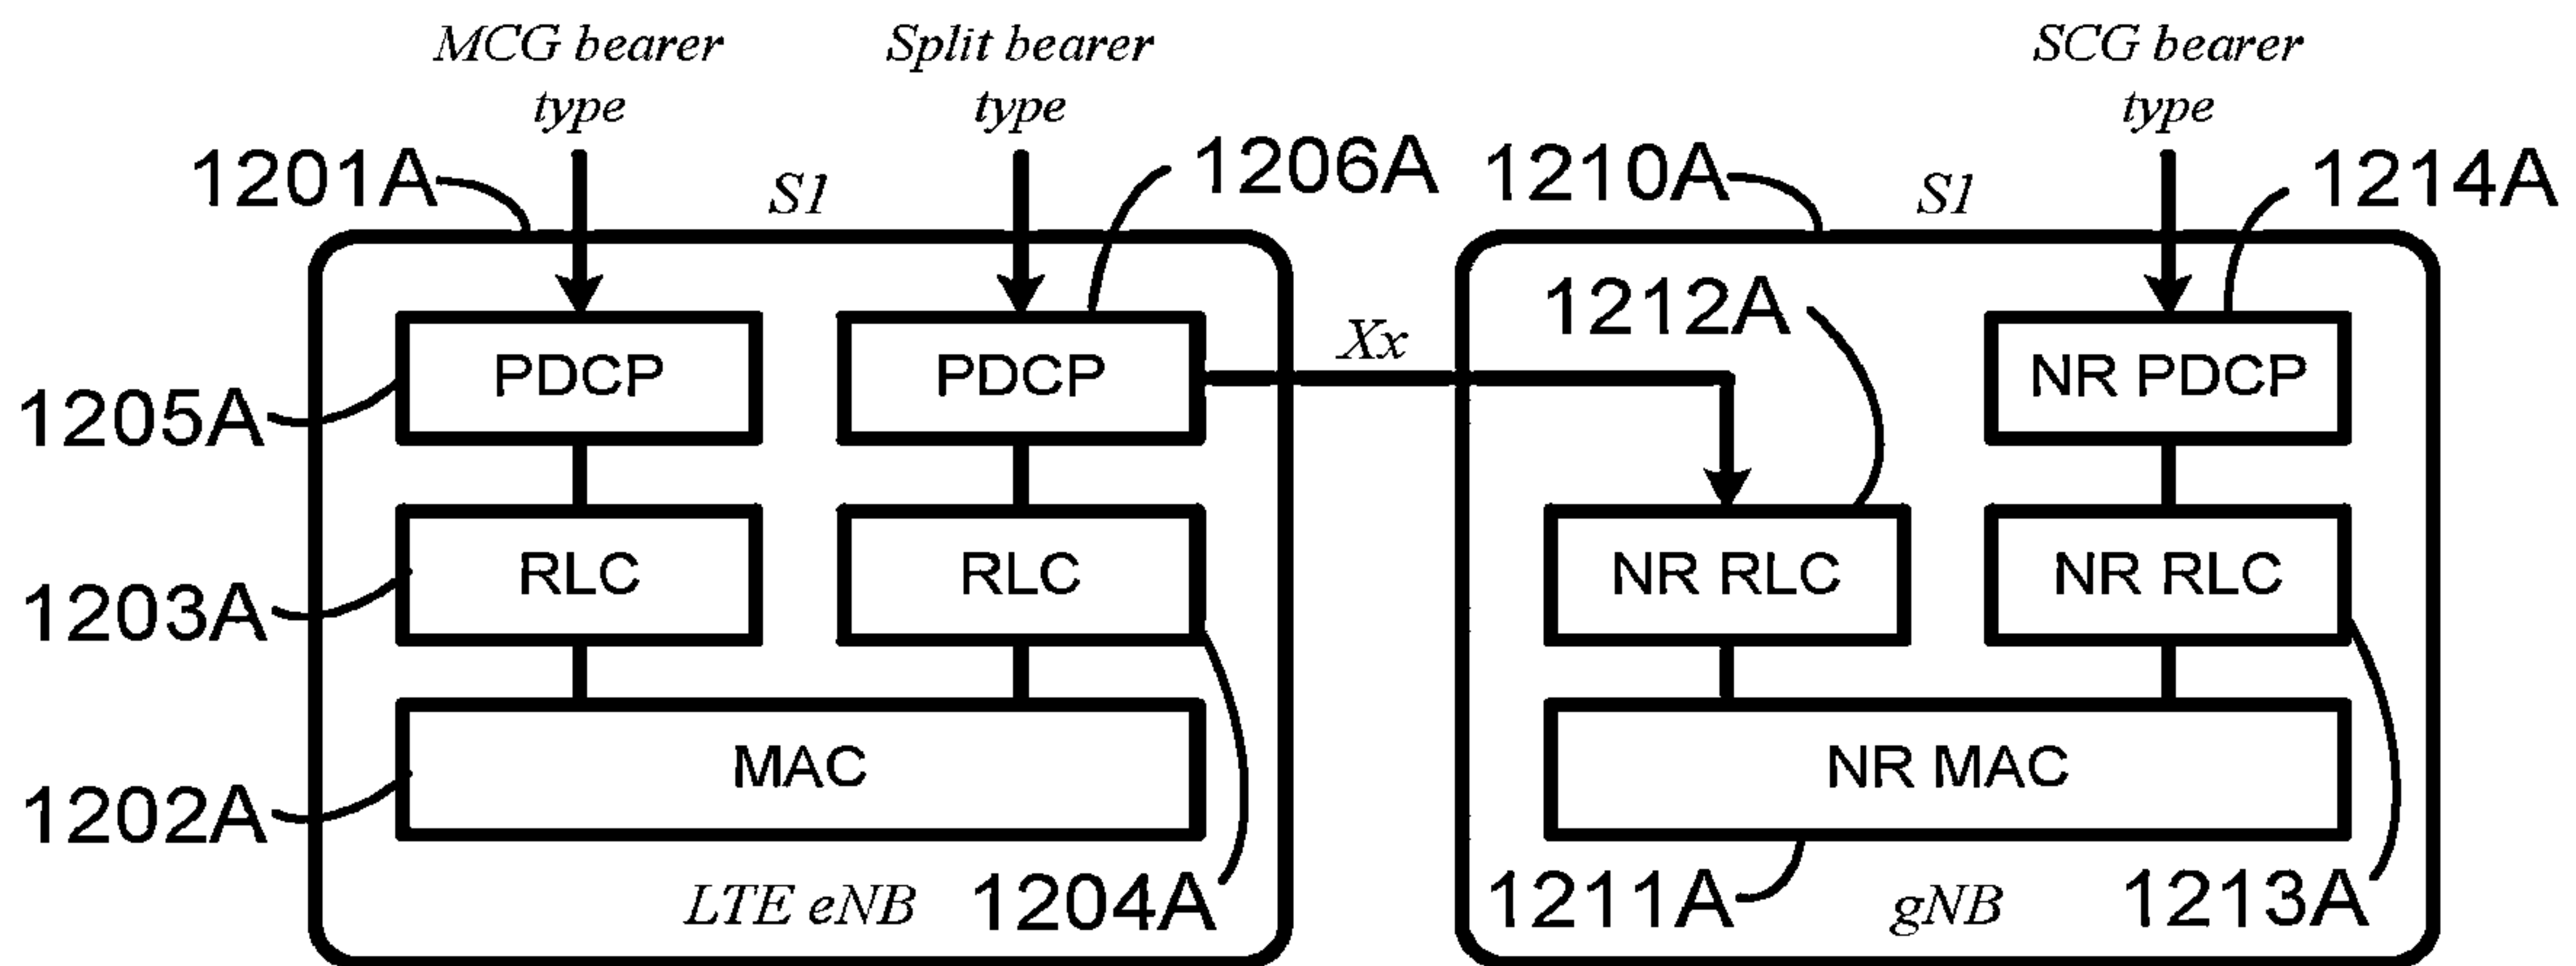 MCG bearer
type
Split bearer
type
SCG bearer
type
1201A
S1
1206A
1210A
S1
1214A
1212A
PDCP
PDCP
Xx
NR PDCP
1205A
RLC
RLC
NR RLC
NR RLC
1203A
MAC
NR MAC
1202A
LTE eNB
1204A
1211A
gNB
1213A